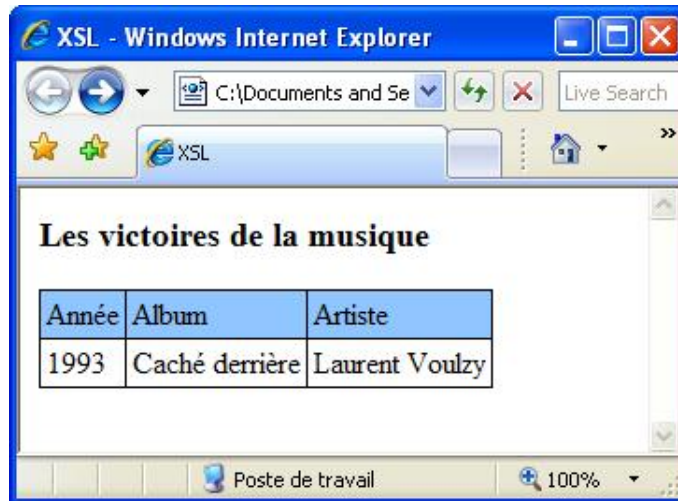 XSL - Windows Internet Explorer
C:\Documents and Se
Live Search
XSL
Les victoires de la musique
Année Album Artiste
1993 Caché derrière Laurent Voulzy
Poste de travail 100%